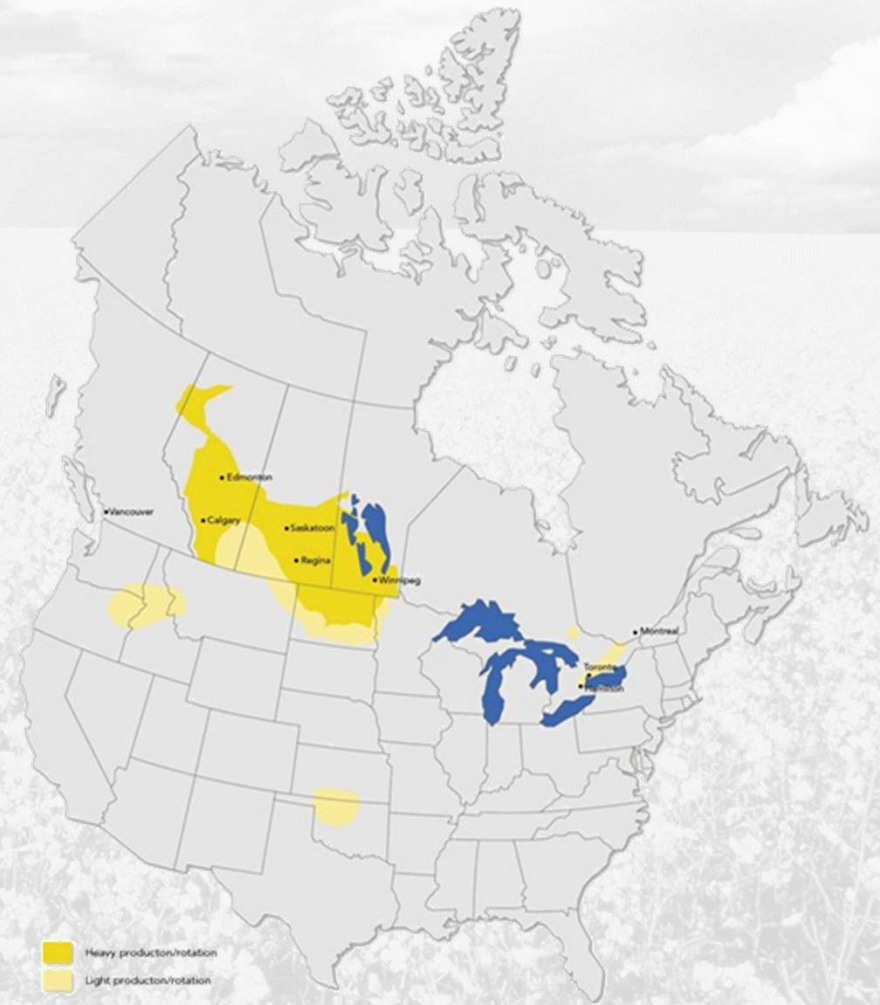 Edmonton
Vancouver
Calgary
Saskatoon
Regina
Winnipeg
Montreal
Toronto
Hamilton
Heavy producton/rotation
Light producton/rotation